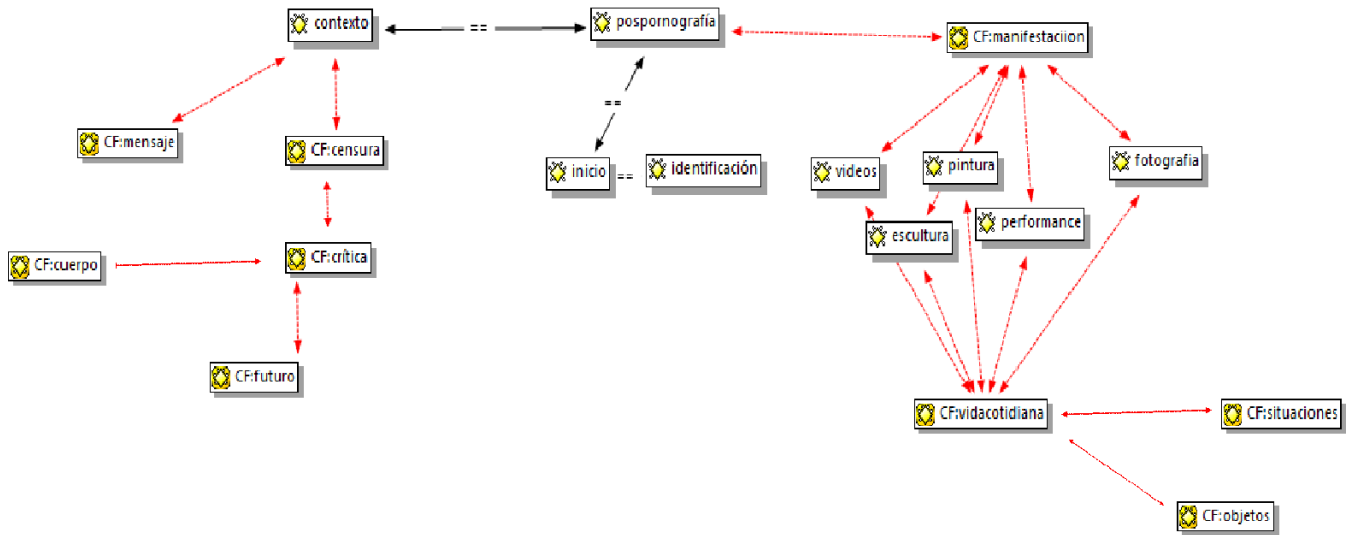 contexto
==
pospornografía
CF:manifestaciion
==
CF:mensaje
CF:censura
inicio
==
identificación
videos
pintura
fotografia
escultura
performance
CF:cuerpo
CF:crítica
CF:futuro
CF:vidacotidiana
CF:situaciones
CF:objetos